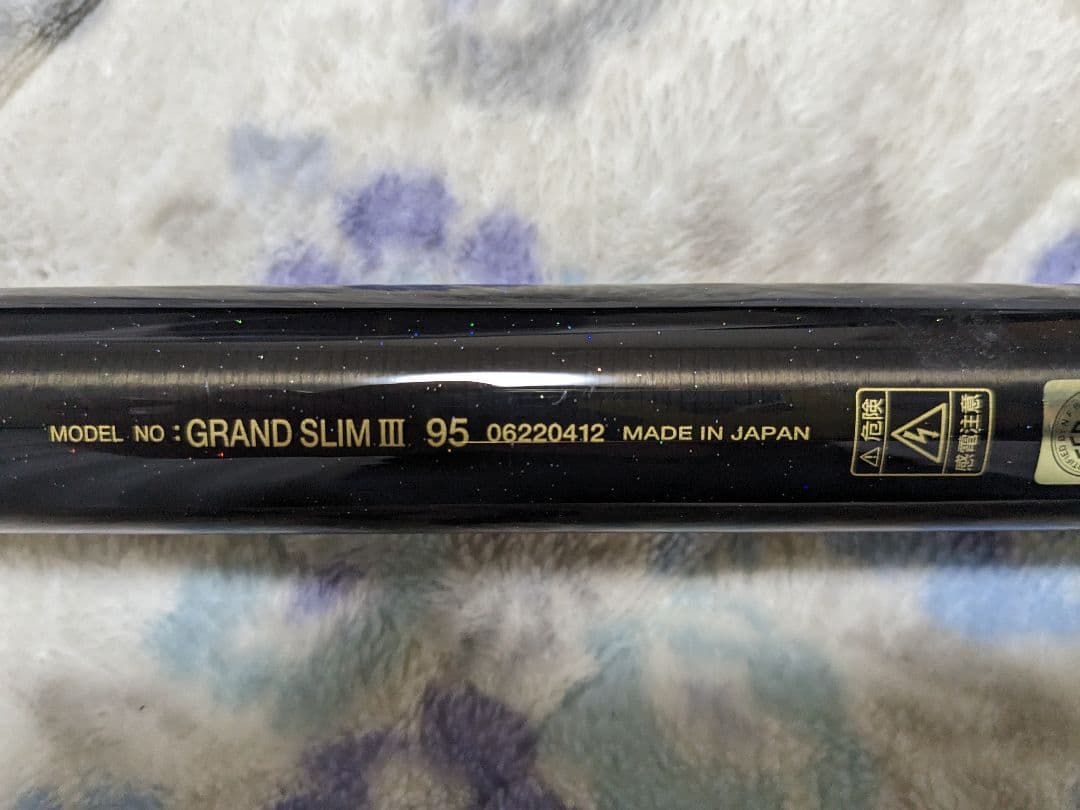 MODEL NO : GRAND SLIM III 95 06220412 MADE IN JAPAN
危険
感電注意